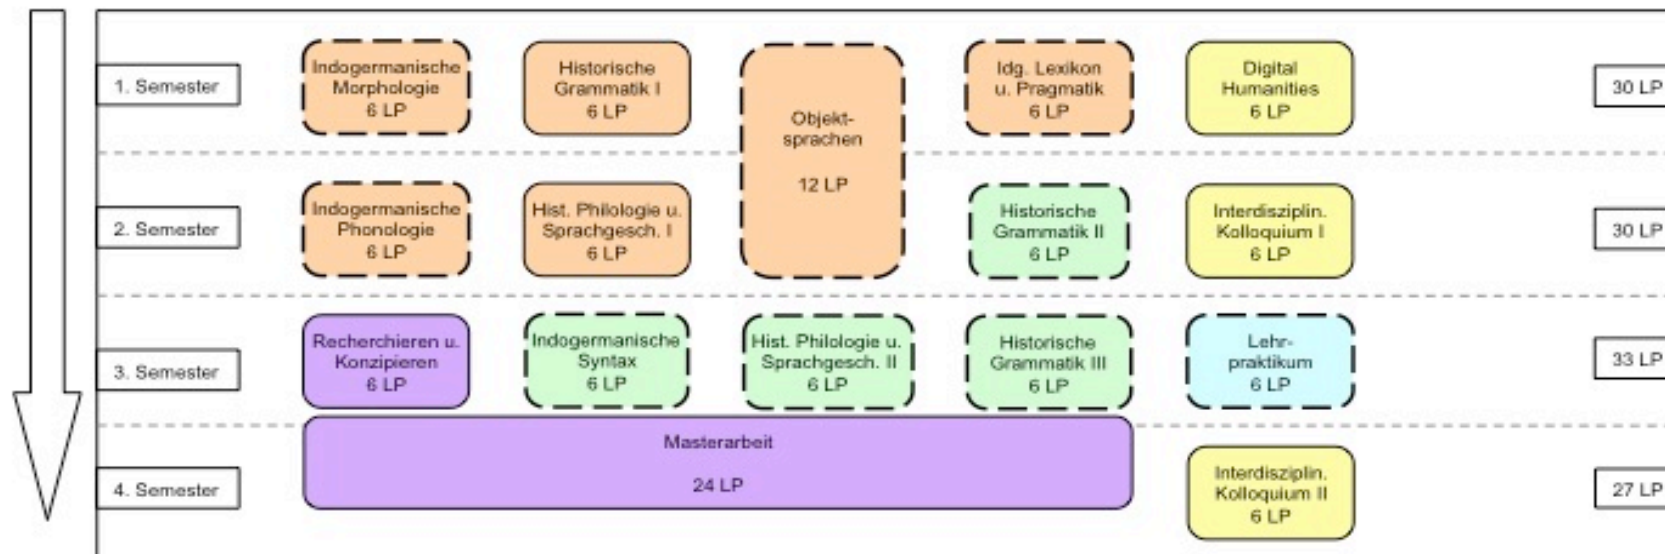 1. Semester
Indogermanische
Morphologie
6 LP
Historische
Grammatik I
6 LP
Objekt-
sprachen
12 LP
Idg. Lexikon
u. Pragmatik
6 LP
Digital
Humanities
6 LP
30 LP
2. Semester
Indogermanische
Phonologie
6 LP
Hist. Philologie u.
Sprachgesch. I
6 LP
Historische
Grammatik II
6 LP
Interdisziplin.
Kolloquium I
6 LP
30 LP
3. Semester
Recherchieren u.
Konzipieren
6 LP
Indogermanische
Syntax
6 LP
Hist. Philologie u.
Sprachgesch. II
6 LP
Historische
Grammatik III
6 LP
Lehr-
praktikum
6 LP
33 LP
4. Semester
Masterarbeit
24 LP
Interdisziplin.
Kolloquium II
6 LP
27 LP